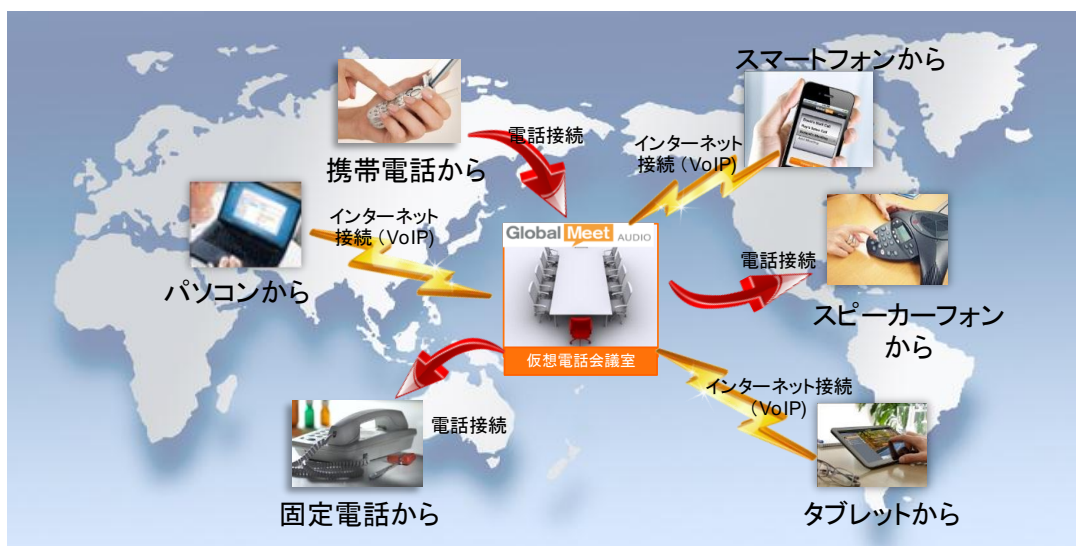 スマートフォンから
電話接続
インターネット
接続（VoIP)
携帯電話から
インターネット
接続（VoIP)
Global Meet AUDIO
電話接続
パソコンから
スピーカーフォン
から
仮想電話会議室
インターネット接続
（VoIP)
電話接続
固定電話から
タブレットから